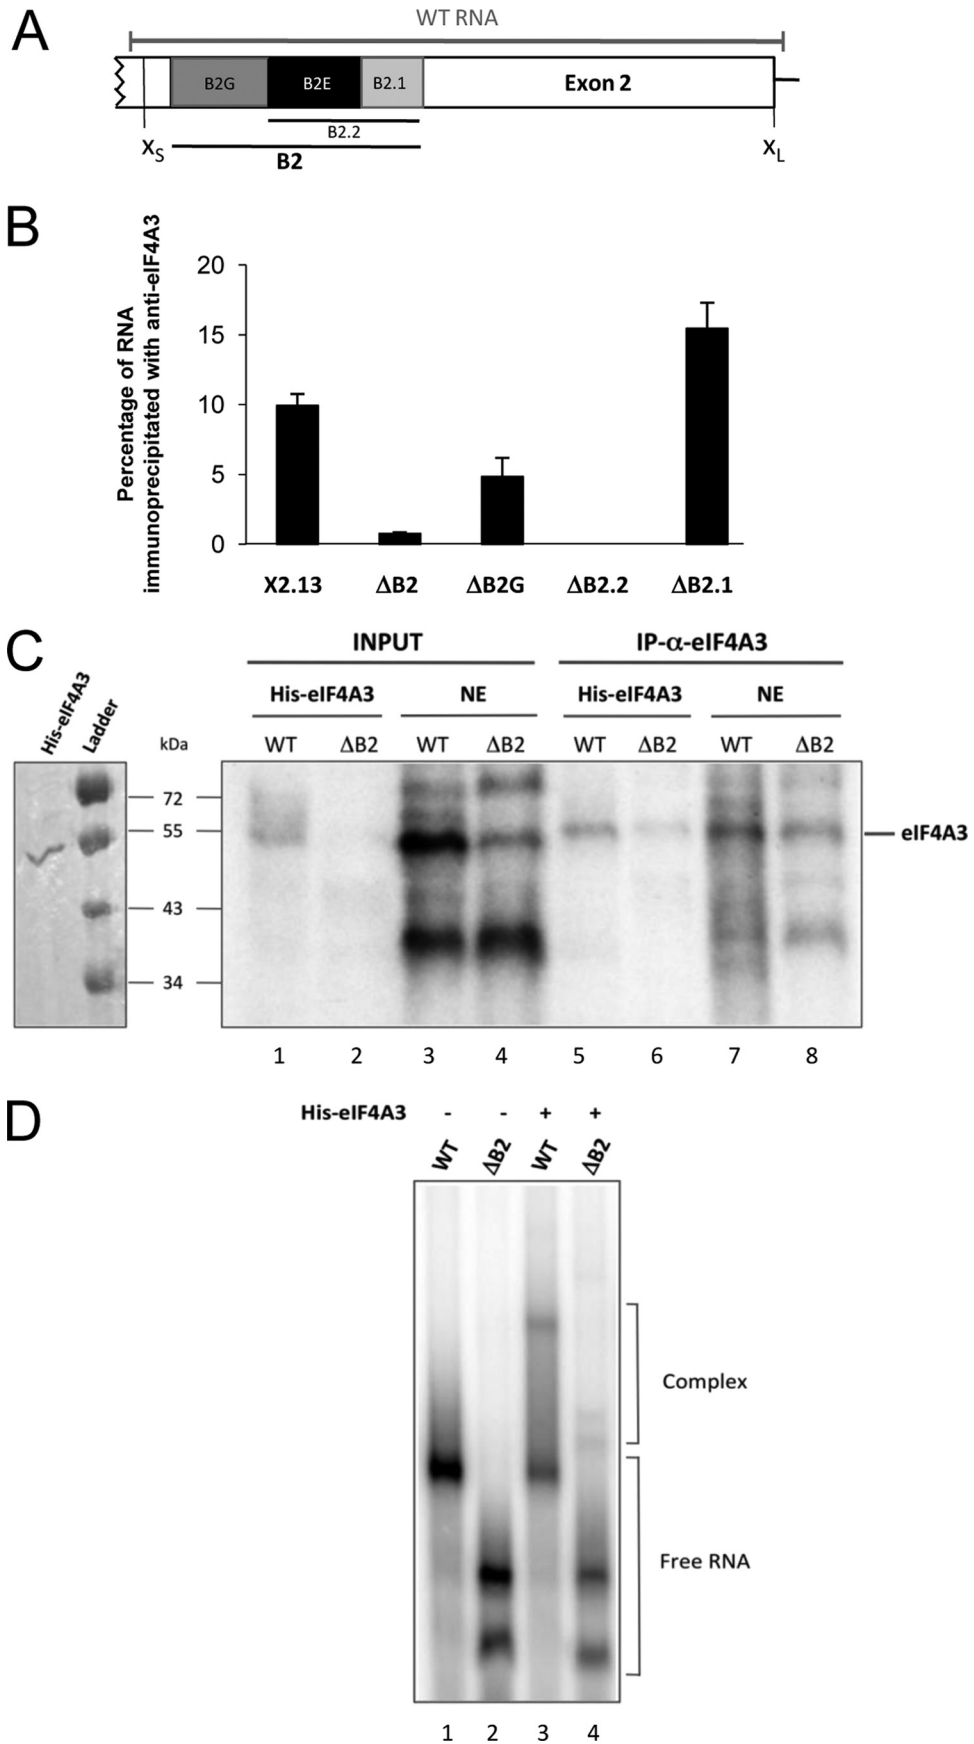 A
WT RNA
B2G B2E B2.1 Exon 2
B2.2
XS B2 XL
B
Percentage of RNA
immunoprecipitated with anti-eIF4A3
20
15
10
5
0
X2.13 ΔB2 ΔB2G ΔB2.2 ΔB2.1
C
INPUT IP-α-eIF4A3
His-eIF4A3 NE His-eIF4A3 NE
His-eIF4A3 Ladder kDa WT ΔB2 WT ΔB2 WT ΔB2 WT ΔB2
72
55 eIF4A3
43
34
1 2 3 4 5 6 7 8
D
His-eIF4A3 - - + +
WT ΔB2 WT ΔB2
Complex
Free RNA
1 2 3 4